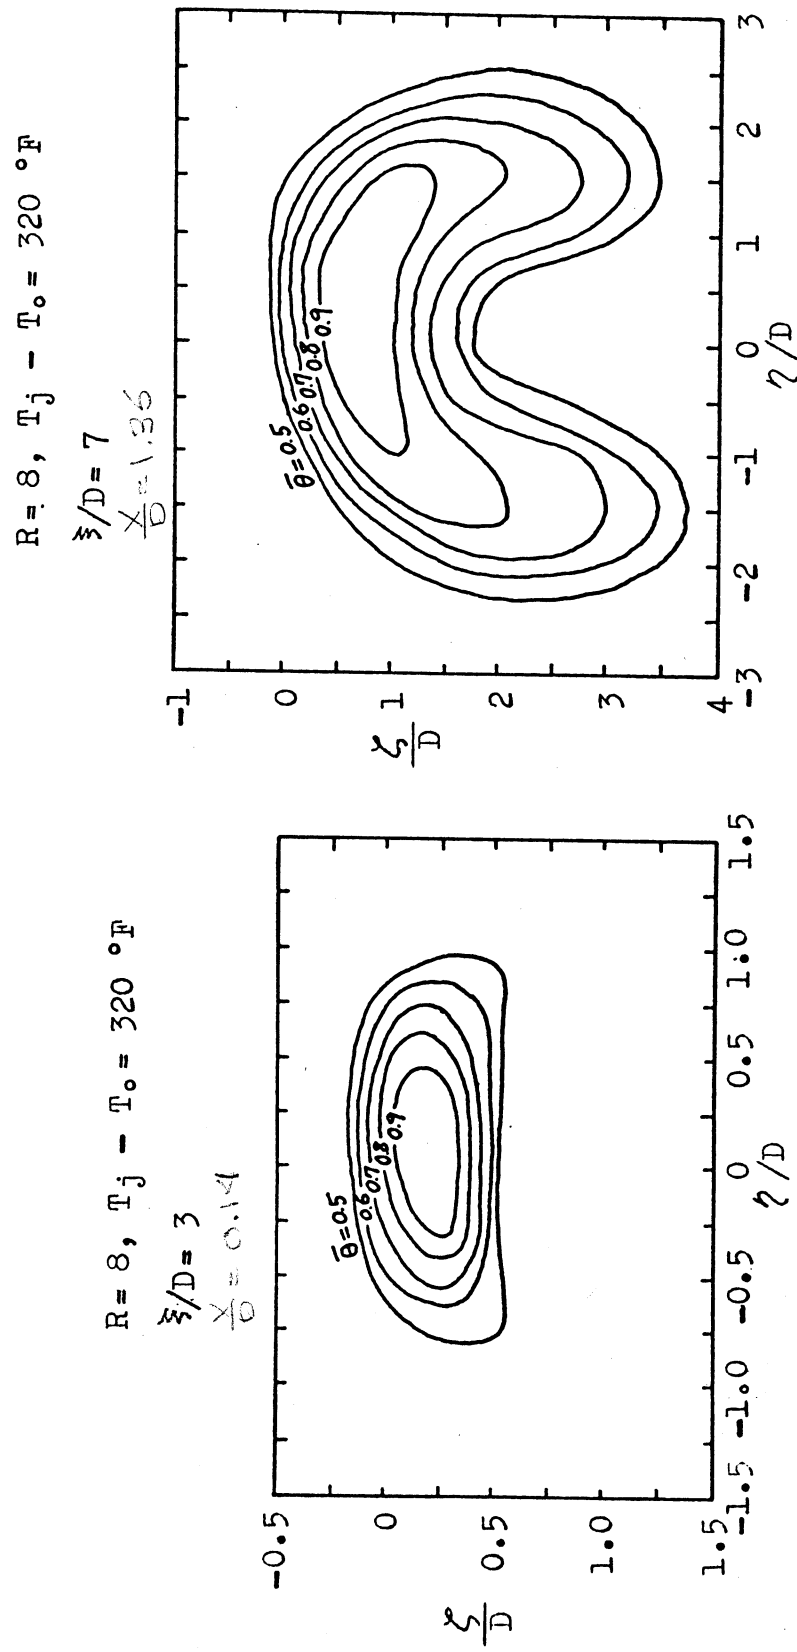 R = 8, Tj − To = 320 °F
ξ/D = 3
X/D = 0.14
θ̄=0.5
0.6
0.7
0.8
0.9
-0.5
0
0.5
1.0
1.5
ζ/D
-1.5 -1.0 -0.5 0 0.5 1.0 1.5
η/D
R = 8, Tj − To = 320 °F
ξ/D = 7
X/D = 1.36
θ̄=0.5
0.6
0.7
0.8
0.9
-1
0
1
2
3
4
ζ/D
-3 -2 -1 0 1 2 3
η/D